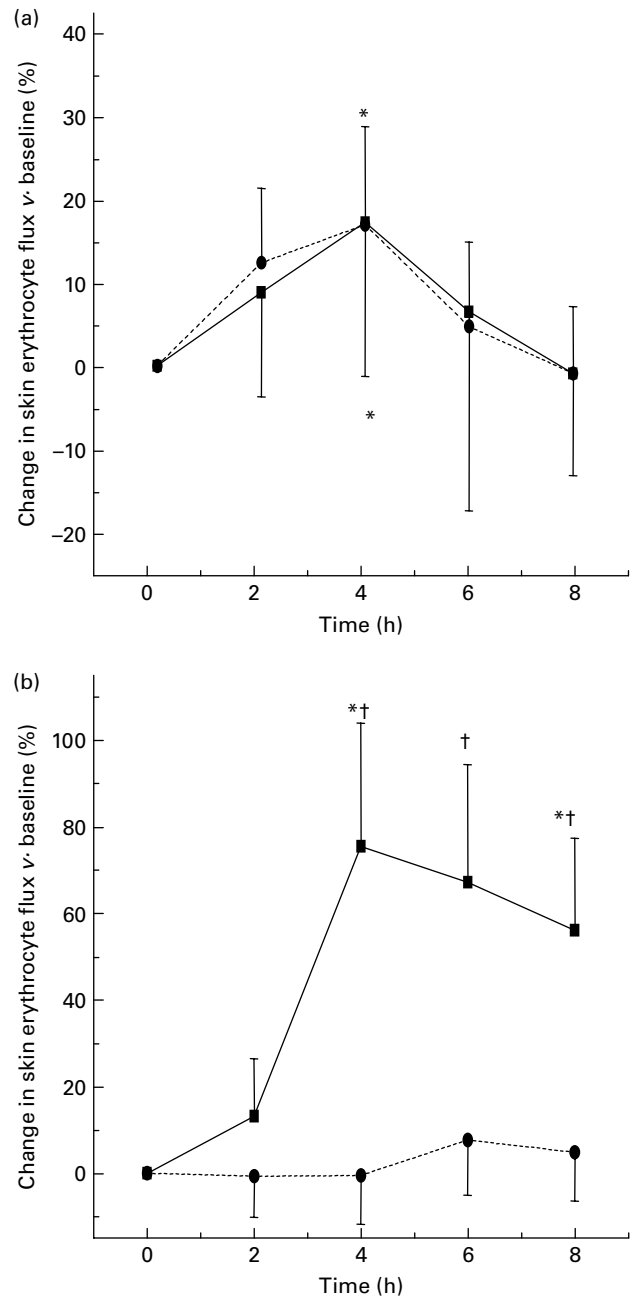 (a)
Change in skin erythrocyte flux v· baseline (%)
40
30
20
10
0
–10
–20
*
*
0 2 4 6 8
Time (h)
(b)
Change in skin erythrocyte flux v· baseline (%)
100
80
60
40
20
0
*†
†
*†
0 2 4 6 8
Time (h)